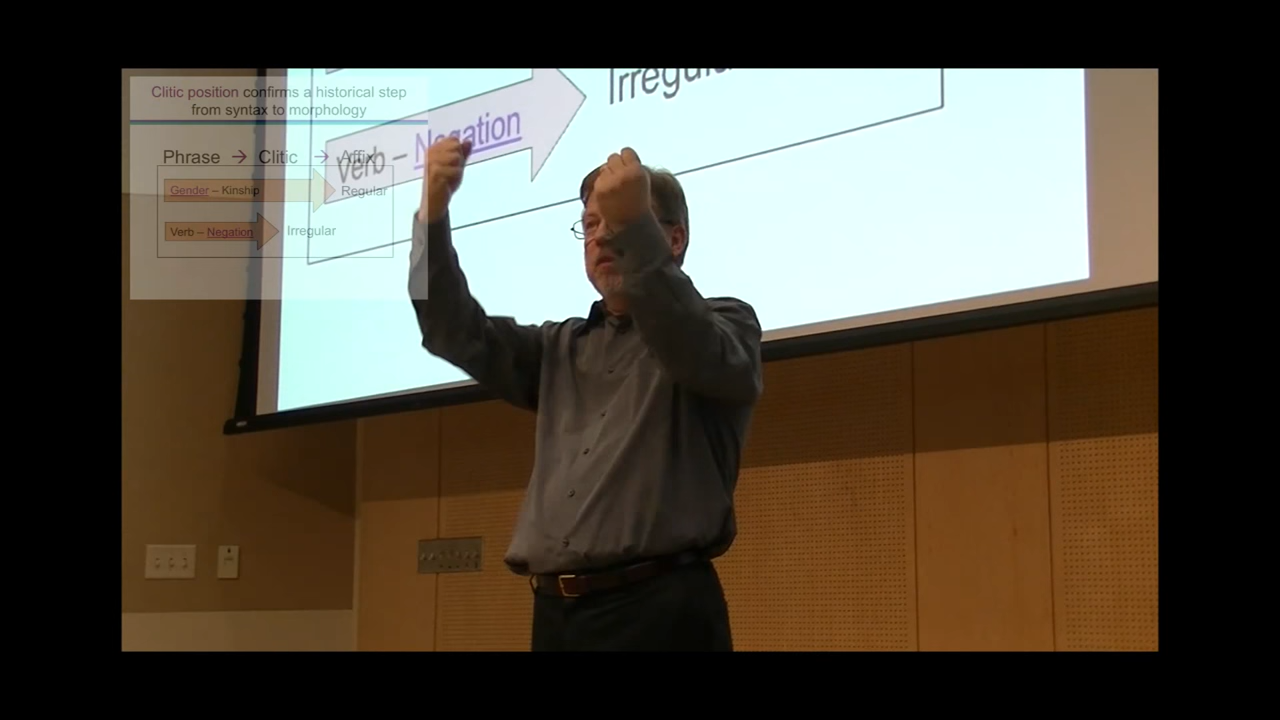 Clitic position confirms a historical step
from syntax to morphology
Phrase → Clitic → Affix
Gender – Kinship Regular
Verb – Negation Irregular
Verb – Negation